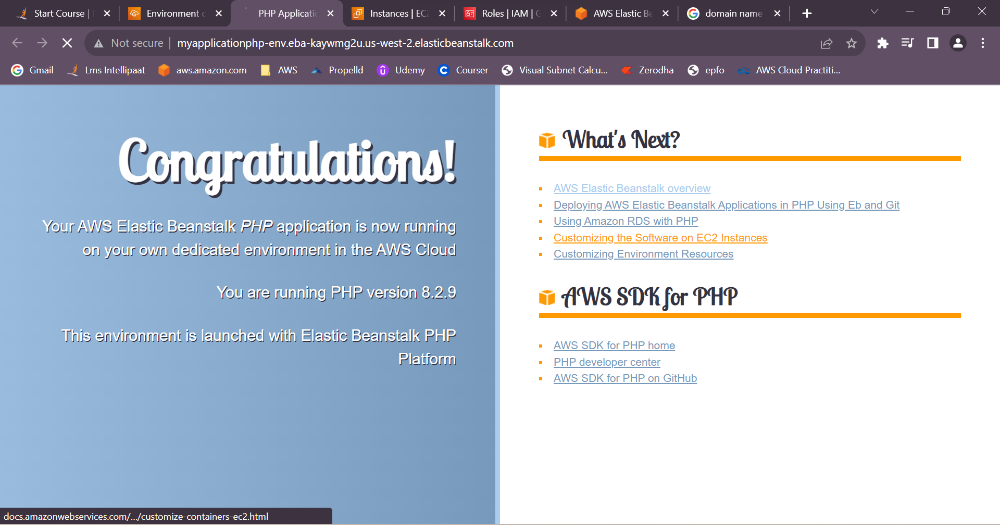 Start Course |
Environment
PHP Applicati
Instances | EC
Roles | IAM |
AWS Elastic Be
domain name
Not secure
myapplicationphp-env.eba-kaywmg2u.us-west-2.elasticbeanstalk.com
Gmail
Lms Intellipaat
aws.amazon.com
AWS
Propelld
Udemy
Courser
Visual Subnet Calcu...
Zerodha
epfo
AWS Cloud Practiti...
Congratulations!
Your AWS Elastic Beanstalk PHP application is now running
on your own dedicated environment in the AWS Cloud
You are running PHP version 8.2.9
This environment is launched with Elastic Beanstalk PHP
Platform
What's Next?
AWS Elastic Beanstalk overview
Deploying AWS Elastic Beanstalk Applications in PHP Using Eb and Git
Using Amazon RDS with PHP
Customizing the Software on EC2 Instances
Customizing Environment Resources
AWS SDK for PHP
AWS SDK for PHP home
PHP developer center
AWS SDK for PHP on GitHub
docs.amazonwebservices.com/.../customize-containers-ec2.html